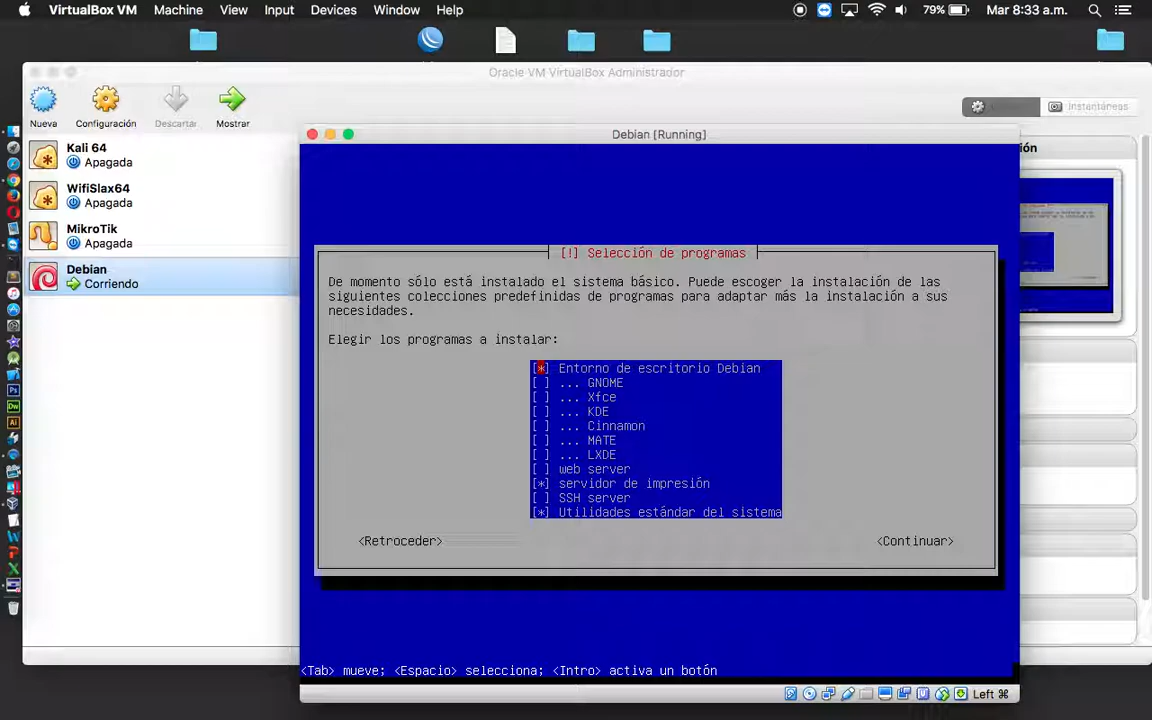 VirtualBox VM Machine View Input Devices Window Help
79% Mar 8:33 a.m.
Oracle VM VirtualBox Administrador
Nueva Configuración Descartar Mostrar
Instantáneas
Kali 64
Apagada
WifiSlax64
Apagada
MikroTik
Apagada
Debian
Corriendo
ión
Debian [Running]
[!] Selección de programas
De momento sólo está instalado el sistema básico. Puede escoger la instalación de las
siguientes colecciones predefinidas de programas para adaptar más la instalación a sus
necesidades.
Elegir los programas a instalar:
[*] Entorno de escritorio Debian
[ ] ... GNOME
[ ] ... Xfce
[ ] ... KDE
[ ] ... Cinnamon
[ ] ... MATE
[ ] ... LXDE
[ ] web server
[*] servidor de impresión
[ ] SSH server
[*] Utilidades estándar del sistema
<Retroceder> <Continuar>
<Tab> mueve; <Espacio> selecciona; <Intro> activa un botón
Left ⌘